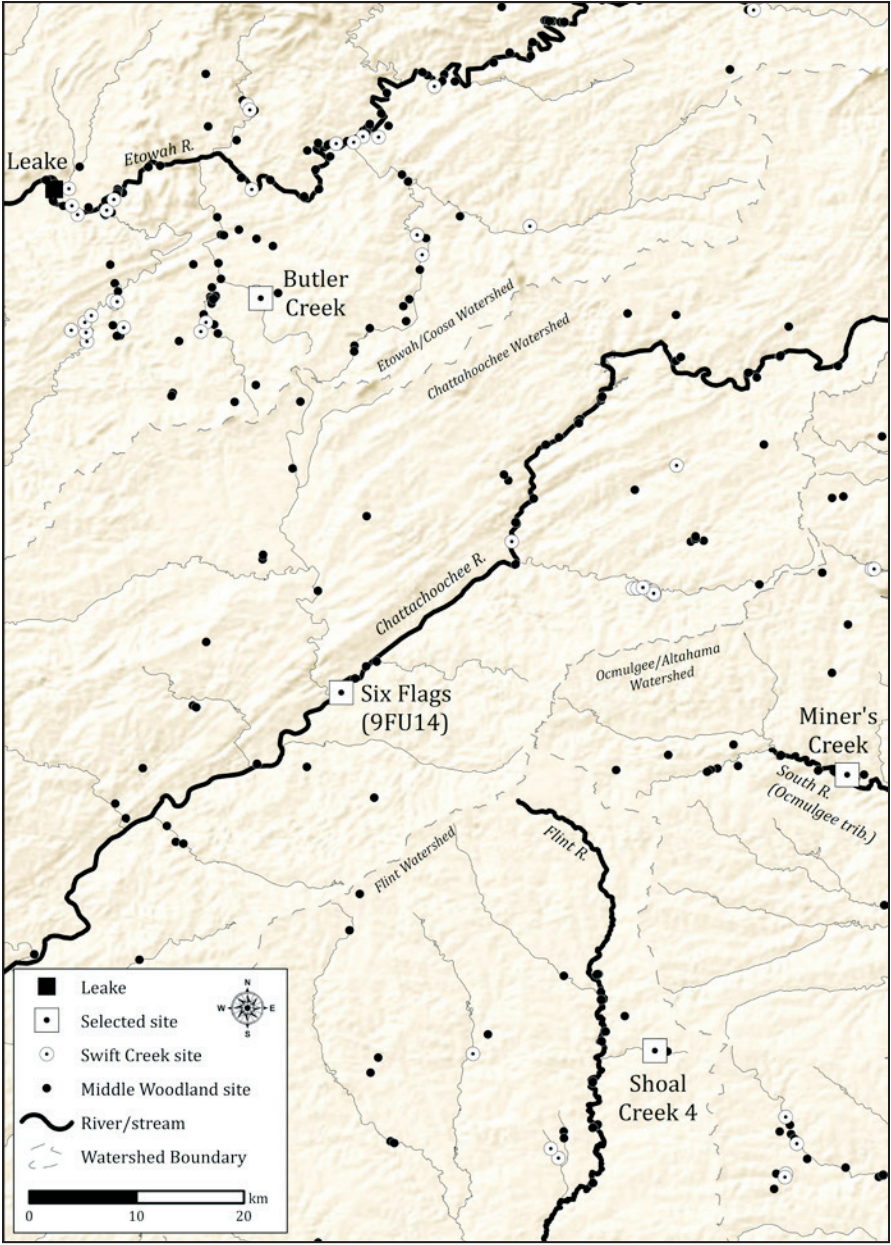 Leake
Etowah R.
Butler
Creek
Etowah/Coosa Watershed
Chattahoochee Watershed
Chattachoochee R.
Ocmulgee/Altahama
Watershed
Six Flags
(9FU14)
Miner's
Creek
South R.
(Ocmulgee trib.)
Flint R.
Flint Watershed
Shoal
Creek 4
N
W
E
S
Leake
Selected site
Swift Creek site
Middle Woodland site
River/stream
Watershed Boundary
km
0
10
20